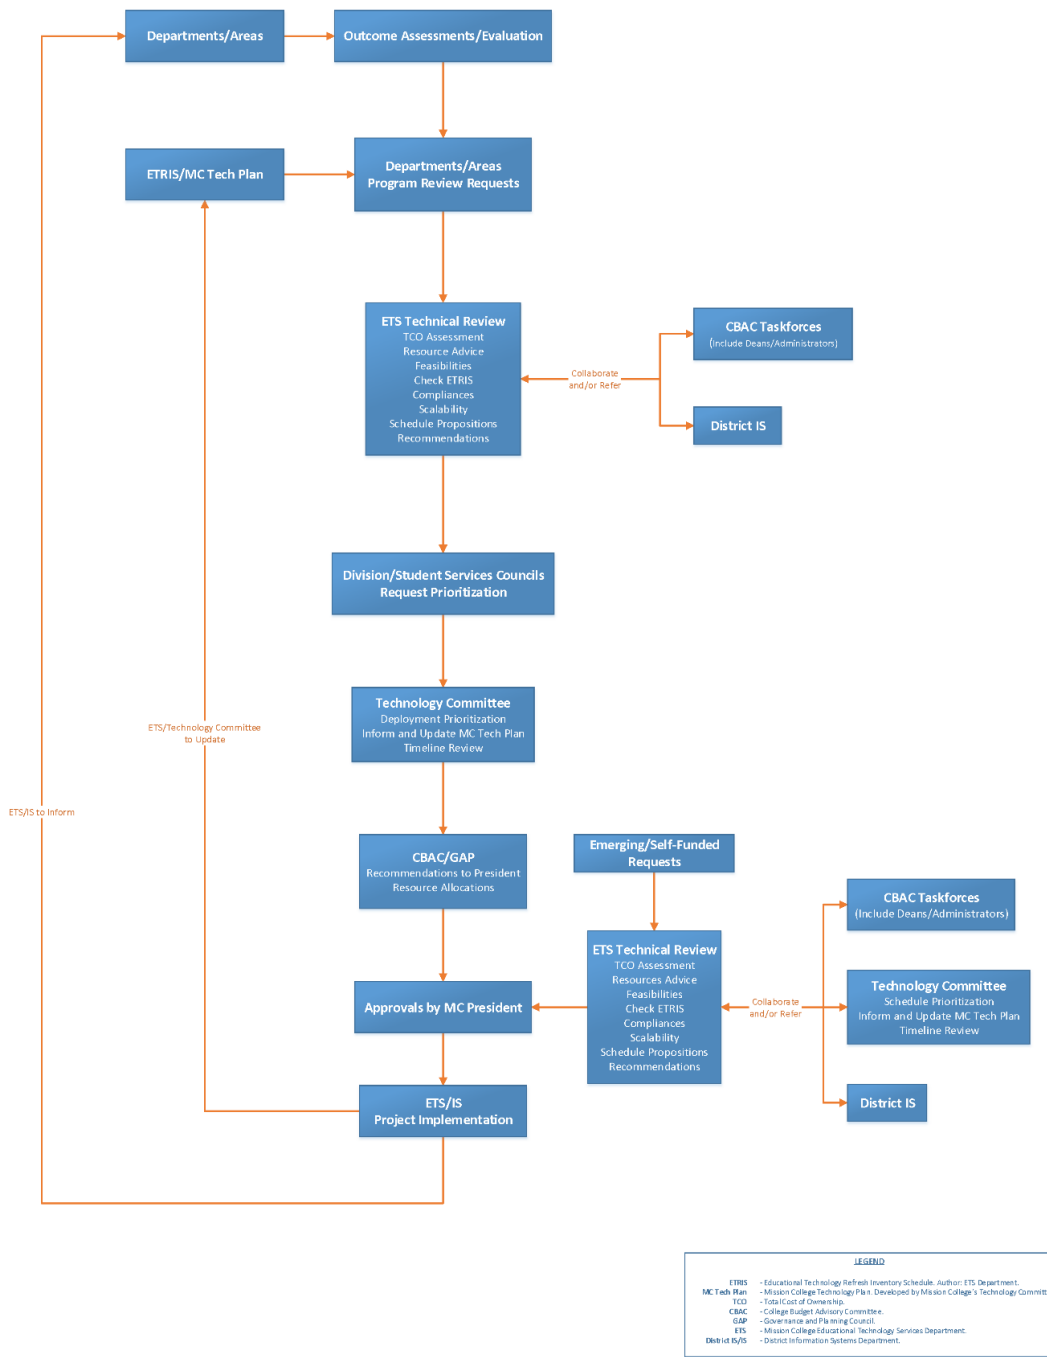 Departments/Areas
Outcome Assessments/Evaluation
ETRIS/MC Tech Plan
Departments/Areas
Program Review Requests
ETS Technical Review
TCO Assessment
Resource Advice
Feasibilities
Check ETRIS
Compliances
Scalability
Schedule Propositions
Recommendations
Collaborate
and/or Refer
CBAC Taskforces
(Include Deans/Administrators)
District IS
Division/Student Services Councils
Request Prioritization
Technology Committee
Deployment Prioritization
Inform and Update MC Tech Plan
Timeline Review
ETS/Technology Committee
to Update
ETS/IS to Inform
CBAC/GAP
Recommendations to President
Resource Allocations
Emerging/Self-Funded
Requests
ETS Technical Review
TCO Assessment
Resources Advice
Feasibilities
Check ETRIS
Compliances
Scalability
Schedule Propositions
Recommendations
Collaborate
and/or Refer
CBAC Taskforces
(Include Deans/Administrators)
Technology Committee
Schedule Prioritization
Inform and Update MC Tech Plan
Timeline Review
District IS
Approvals by MC President
ETS/IS
Project Implementation
LEGEND
ETRIS - Educational Technology Refresh Inventory Schedule. Author: ETS Department.
MC Tech Plan - Mission College Technology Plan. Developed by Mission College's Technology Committ
TCO - Total Cost of Ownership.
CBAC - College Budget Advisory Committee.
GAP - Governance and Planning Council.
ETS - Mission College Educational Technology Services Department.
District IS/IS - District Information Systems Department.